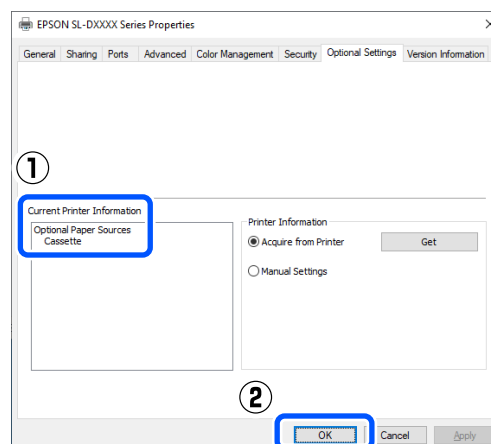 EPSON SL-DXXXX Series Properties
General Sharing Ports Advanced Color Management Security Optional Settings Version Information
1
Current Printer Information
Optional Paper Sources
Cassette
Printer Information
Acquire from Printer
Get
Manual Settings
2
OK Cancel Apply